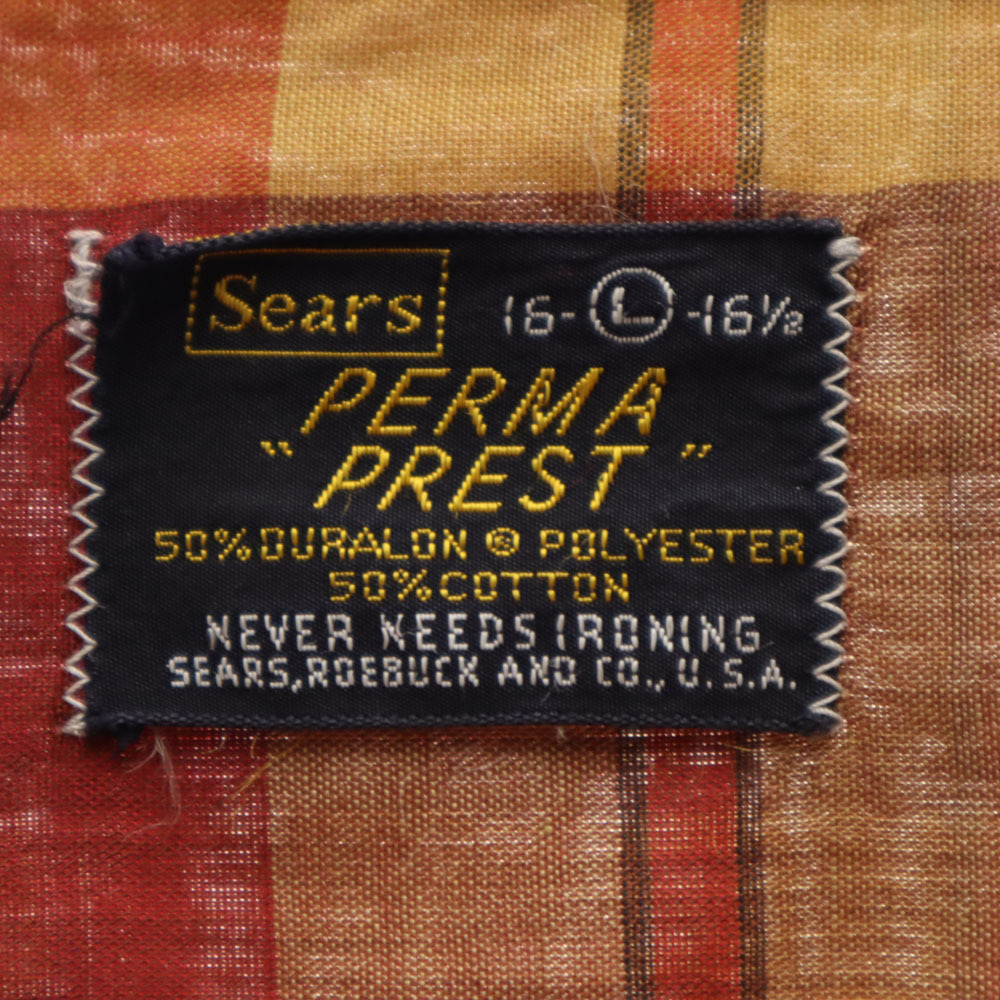 Sears 16-Ⓛ-16½
PERMA
"PREST"
50% DURALON ® POLYESTER
50% COTTON
NEVER NEEDS IRONING
SEARS, ROEBUCK AND CO., U.S.A.